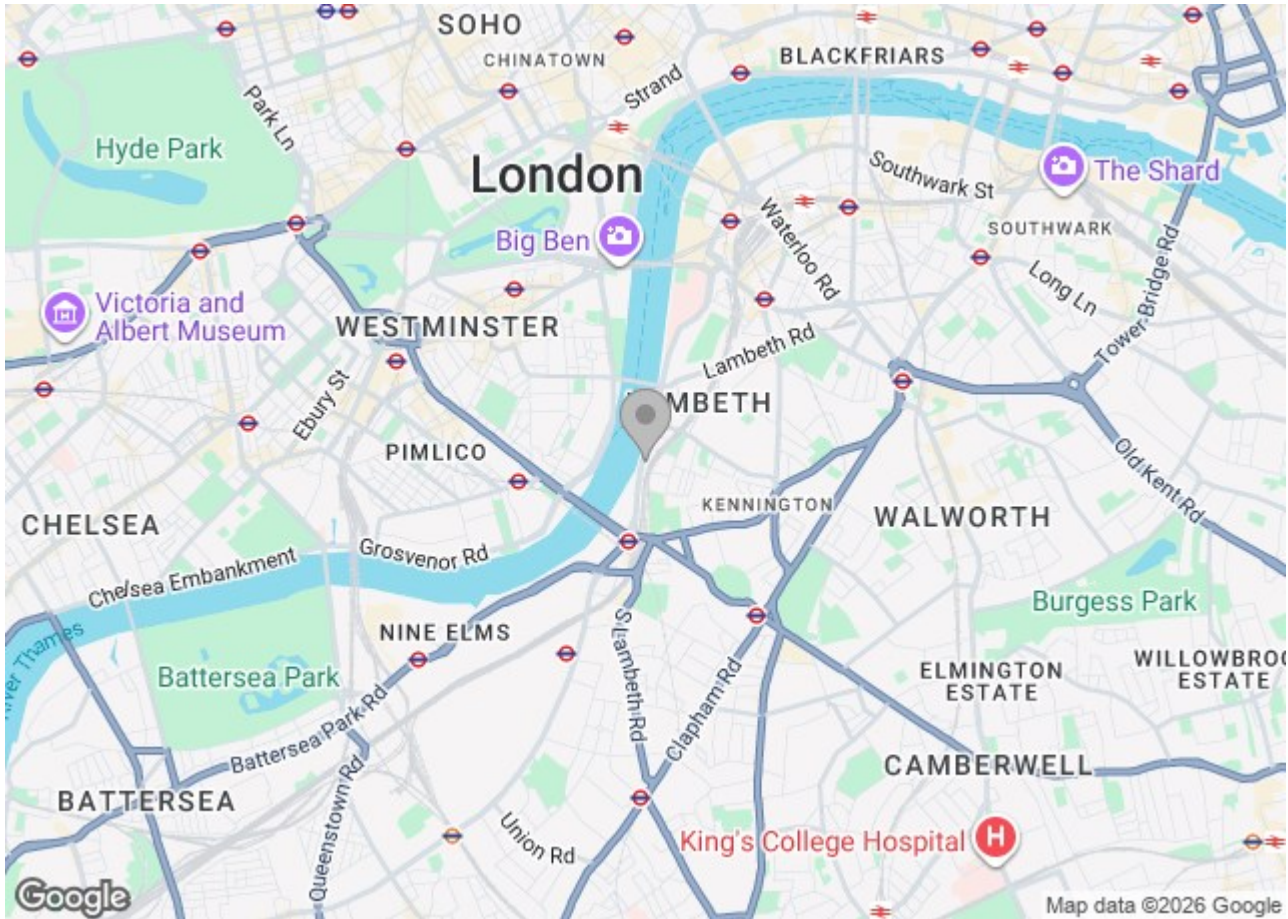 SOHO
CHINATOWN
BLACKFRIARS
Strand
Park Ln
Hyde Park
London
Southwark St
The Shard
Waterloo Rd
SOUTHWARK
Big Ben
Long Ln
Tower Bridge Rd
Victoria and
Albert Museum
WESTMINSTER
Lambeth Rd
Ebury St
MBETH
PIMLICO
Old Kent Rd
KENNINGTON
CHELSEA
WALWORTH
Grosvenor Rd
Chelsea Embankment
Burgess Park
River Thames
NINE ELMS
S Lambeth Rd
Battersea Park
ELMINGTON
ESTATE
WILLOWBROO
ESTATE
Clapham Rd
Battersea Park Rd
CAMBERWELL
BATTERSEA
Queenstown Rd
Union Rd
King's College Hospital
H
Google
Map data ©2026 Google